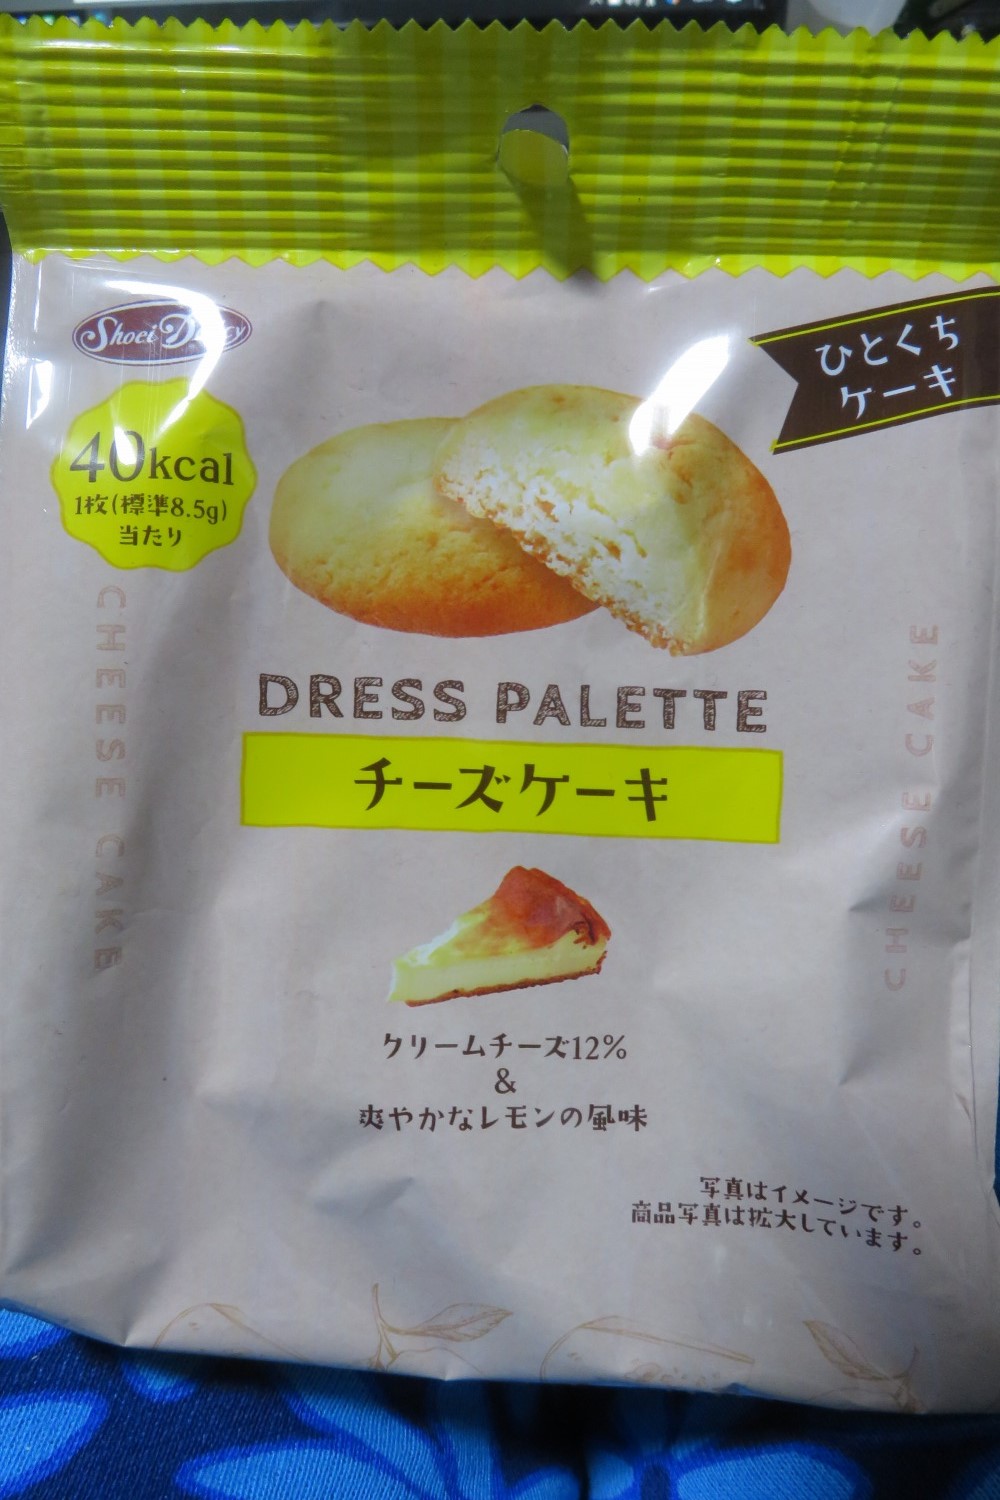 Shoei Delicy
ひとくち
ケーキ
40kcal
1枚(標準8.5g)
当たり
CHEESE CAKE
CHEESE CAKE
DRESS PALETTE
チーズケーキ
クリームチーズ12%
&
爽やかなレモンの風味
写真はイメージです。
商品写真は拡大しています。